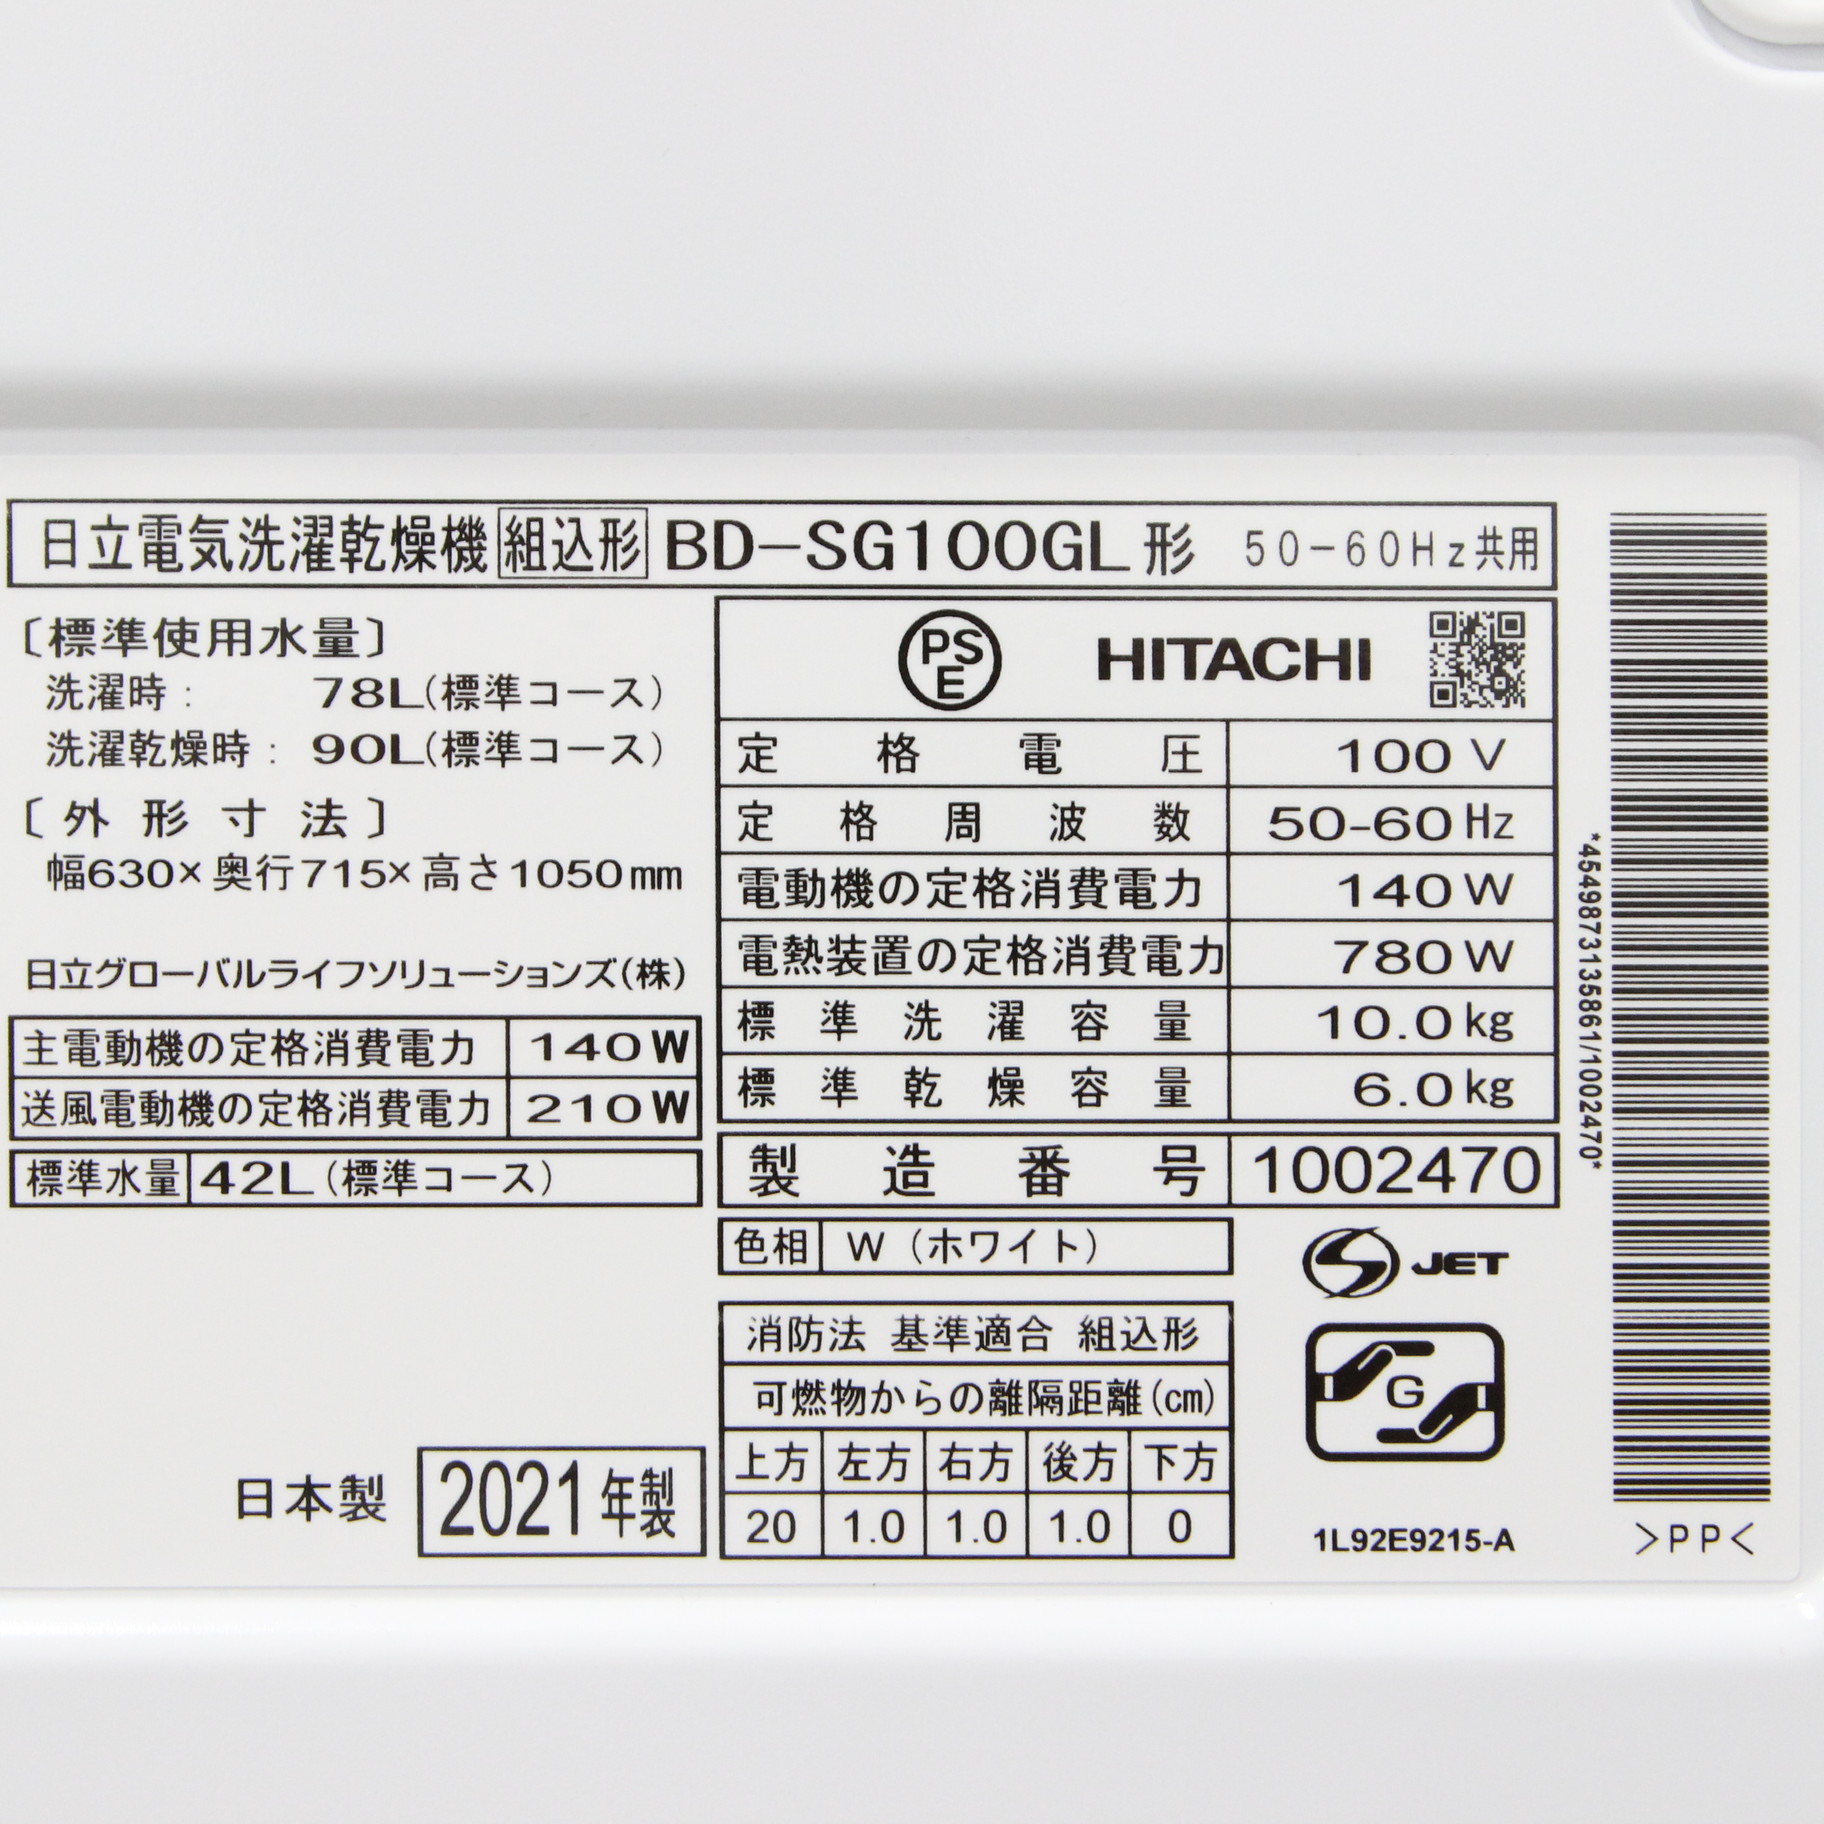 日立電気洗濯乾燥機 組込形 BD-SG100GL形 50-60Hz共用
〔標準使用水量〕
洗濯時: 78L(標準コース)
洗濯乾燥時: 90L(標準コース)
〔外形寸法〕
幅630×奥行715×高さ1050mm
日立グローバルライフソリューションズ(株)
主電動機の定格消費電力 140W
送風電動機の定格消費電力 210W
標準水量 42L(標準コース)
日本製 2021年製
PSE HITACHI
定格電圧 100V
定格周波数 50-60Hz
電動機の定格消費電力 140W
電熱装置の定格消費電力 780W
標準洗濯容量 10.0kg
標準乾燥容量 6.0kg
製造番号 1002470
色相 W(ホワイト)
消防法 基準適合 組込形
可燃物からの離隔距離(cm)
上方 左方 右方 後方 下方
20 1.0 1.0 1.0 0
S JET
G
1L92E9215-A
*4549873135861/1002470*
>PP<